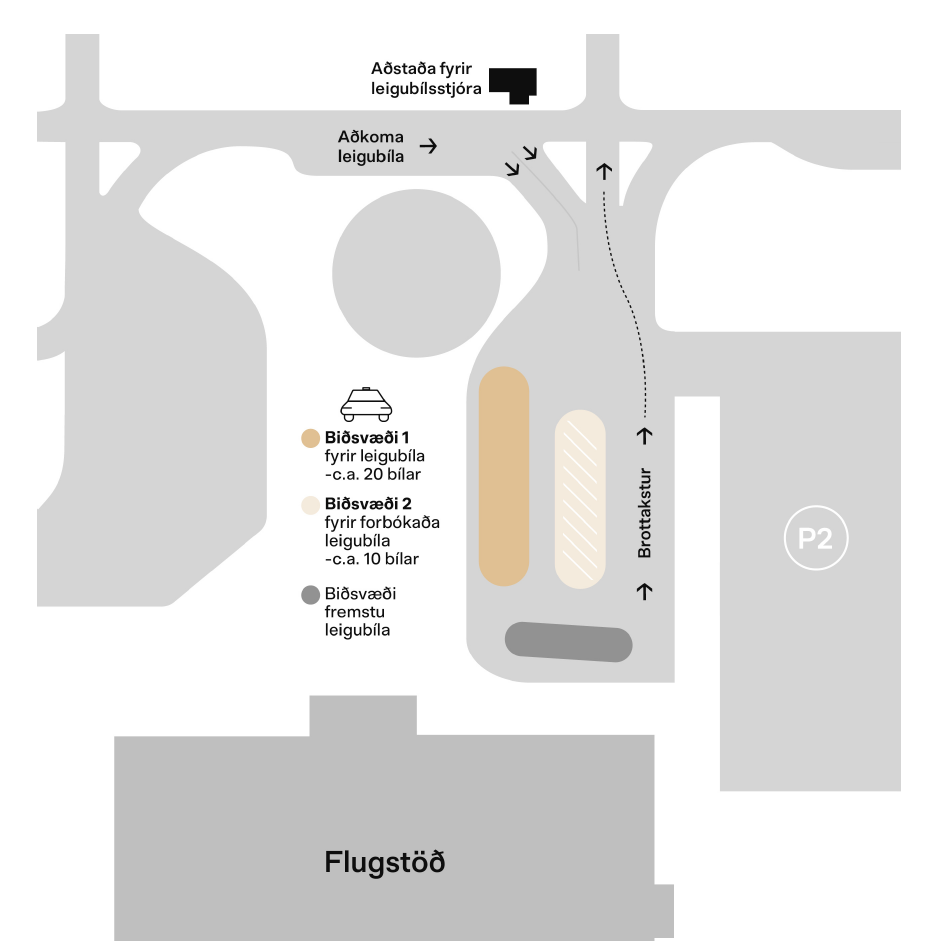 Aðstaða fyrir
leigubílsstjóra
Aðkoma
leigubíla
Biðsvæði 1
fyrir leigubíla
-c.a. 20 bílar
Biðsvæði 2
fyrir forbókaða
leigubíla
-c.a. 10 bílar
Biðsvæði
fremstu
leigubíla
Brottakstur
P2
Flugstöð